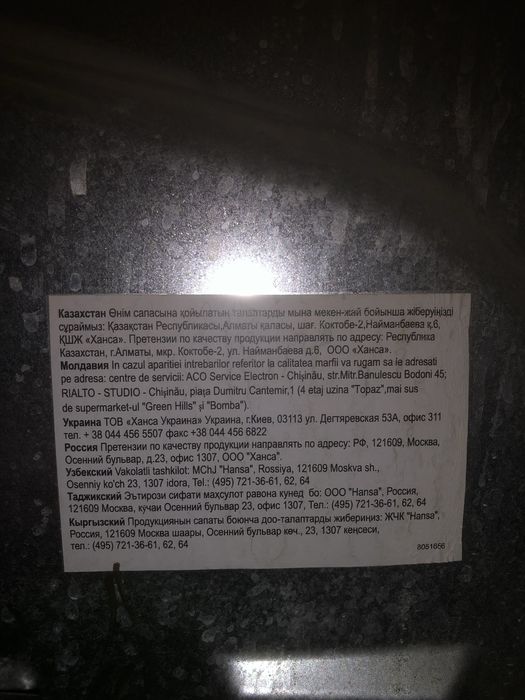 Казахстан Өнім сапасына қойылатың талаптарды мына мекен-жай бойынша жіберуіңізді
сұраймыз: Қазақстан Республикасы,Алматы қаласы, шағ. Коктобе-2,Найманбаева к.6,
ҚШЖ «Ханса». Претензии по качеству продукции направлять по адресу: Республика
Казахстан, г.Алматы, мкр. Коктобе-2, ул. Найманбаева д.6, ООО «Ханса».
Молдавия In cazul aparitiei intrebarilor referitor la calitatea marfii va rugam sa le adresati
pe adresa: centre de servicii: ACO Service Electron - Chişinău, str.Mitr.Banulescu Bodoni 45;
RIALTO - STUDIO - Chişinău, piaţa Dumitru Cantemir,1 (4 etaj uzina "Topaz",mai sus
de supermarket-ul "Green Hills" şi "Bomba").
Украина ТОВ «Ханса Украина» Украина, г.Киев, 03113 ул. Дегтяревская 53А, офис 311
тел. + 38 044 456 5507 факс +38 044 456 6822
Россия Претензии по качеству продукции направлять по адресу: РФ, 121609, Москва,
Осенний бульвар, д.23, офис 1307, ООО "Ханса".
Узбекский Vakolatli tashkilot: MChJ "Hansa", Rossiya, 121609 Moskva sh.,
Osenniy ko'ch 23, 1307 idora, Tel.: (495) 721-36-61, 62, 64
Таджикский Эътирози сифати маҳсулот равона кунед бо: ООО "Hansa", Россия,
121609 Москва, кӯчаи Осенний бульвар 23, офис 1307, Тел.: (495) 721-36-61, 62, 64
Кыргызский Продукциянын сапаты боюнча доо-талаптарды жибериңиз: ЖЧК "Hansa",
Россия, 121609 Москва шаары, Осенний бульвар көч., 23, 1307 кеңсеси,
тел.: (495) 721-36-61, 62, 64
8051656